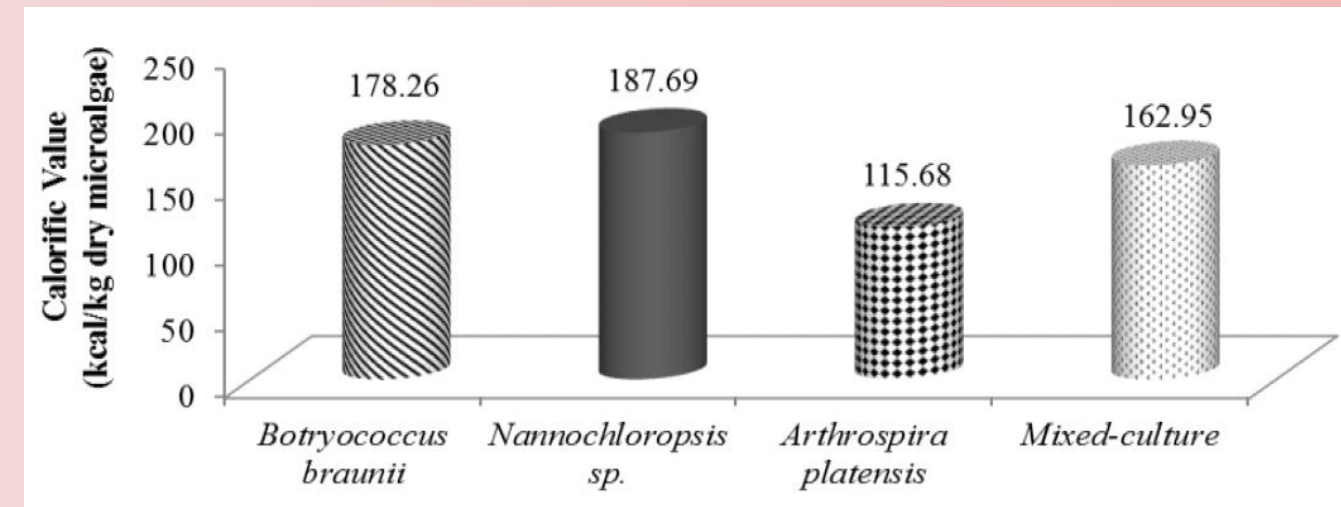 Calorific Value
(kcal/kg dry microalgae)
250
200
150
100
50
0
178.26
187.69
115.68
162.95
Botryococcus
braunii
Nannochloropsis
sp.
Arthrospira
platensis
Mixed-culture